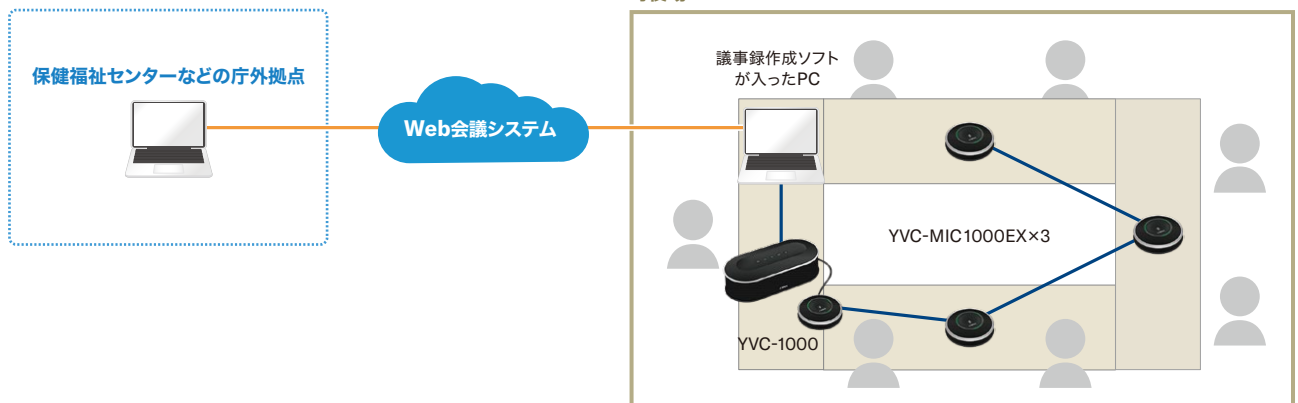 保健福祉センターなどの庁外拠点
Web会議システム
議事録作成ソフト
が入ったPC
YVC-MIC1000EX×3
YVC-1000